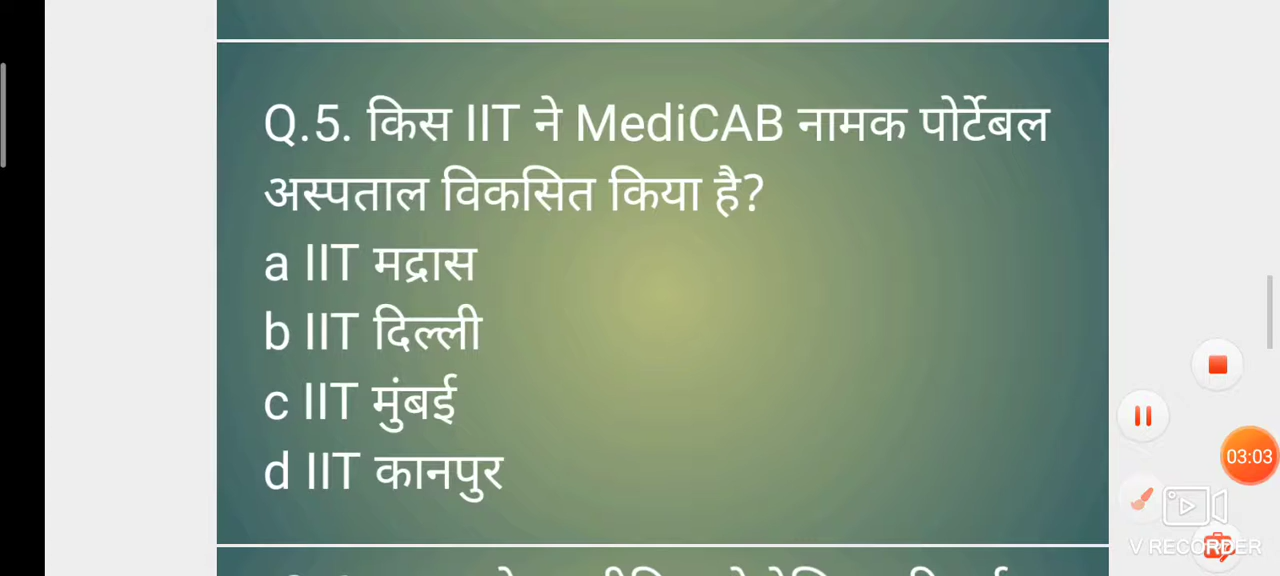 Q.5. किस IIT ने MediCAB नामक पोर्टेबल
अस्पताल विकसित किया है?
a IIT मद्रास
b IIT दिल्ली
c IIT मुंबई
d IIT कानपुर
03:03
V RECORDER